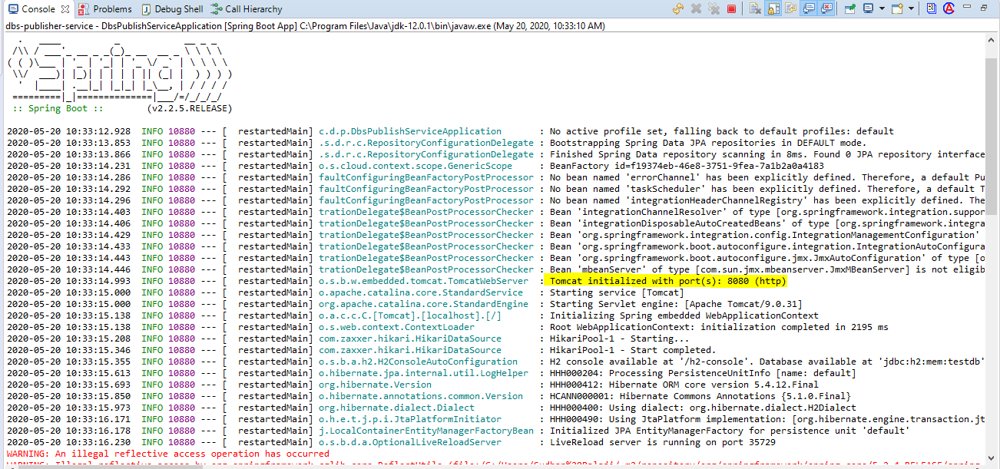 Console Problems Debug Shell Call Hierarchy
dbs-publisher-service - DbsPublishServiceApplication [Spring Boot App] C:\Program Files\Java\jdk-12.0.1\bin\javaw.exe (May 20, 2020, 10:33:10 AM)
:: Spring Boot :: (v2.2.5.RELEASE)
2020-05-20 10:33:12.928 INFO 10880 --- [ restartedMain] c.d.p.DbsPublishServiceApplication : No active profile set, falling back to default profiles: default
2020-05-20 10:33:13.853 INFO 10880 --- [ restartedMain] .s.d.r.c.RepositoryConfigurationDelegate : Bootstrapping Spring Data JPA repositories in DEFAULT mode.
2020-05-20 10:33:13.866 INFO 10880 --- [ restartedMain] .s.d.r.c.RepositoryConfigurationDelegate : Finished Spring Data repository scanning in 8ms. Found 0 JPA repository interface
2020-05-20 10:33:14.231 INFO 10880 --- [ restartedMain] o.s.cloud.context.scope.GenericScope : BeanFactory id=f19374eb-46e8-3751-9fea-7a1b2a0a4183
2020-05-20 10:33:14.286 INFO 10880 --- [ restartedMain] faultConfiguringBeanFactoryPostProcessor : No bean named 'errorChannel' has been explicitly defined. Therefore, a default Pu
2020-05-20 10:33:14.292 INFO 10880 --- [ restartedMain] faultConfiguringBeanFactoryPostProcessor : No bean named 'taskScheduler' has been explicitly defined. Therefore, a default T
2020-05-20 10:33:14.296 INFO 10880 --- [ restartedMain] faultConfiguringBeanFactoryPostProcessor : No bean named 'integrationHeaderChannelRegistry' has been explicitly defined. The
2020-05-20 10:33:14.403 INFO 10880 --- [ restartedMain] trationDelegate$BeanPostProcessorChecker : Bean 'integrationChannelResolver' of type [org.springframework.integration.suppor
2020-05-20 10:33:14.406 INFO 10880 --- [ restartedMain] trationDelegate$BeanPostProcessorChecker : Bean 'integrationDisposableAutoCreatedBeans' of type [org.springframework.integra
2020-05-20 10:33:14.429 INFO 10880 --- [ restartedMain] trationDelegate$BeanPostProcessorChecker : Bean 'org.springframework.integration.config.IntegrationManagementConfiguration'
2020-05-20 10:33:14.433 INFO 10880 --- [ restartedMain] trationDelegate$BeanPostProcessorChecker : Bean 'org.springframework.boot.autoconfigure.integration.IntegrationAutoConfigura
2020-05-20 10:33:14.443 INFO 10880 --- [ restartedMain] trationDelegate$BeanPostProcessorChecker : Bean 'org.springframework.boot.autoconfigure.jmx.JmxAutoConfiguration' of type [o
2020-05-20 10:33:14.446 INFO 10880 --- [ restartedMain] trationDelegate$BeanPostProcessorChecker : Bean 'mbeanServer' of type [com.sun.jmx.mbeanserver.JmxMBeanServer] is not eligib
2020-05-20 10:33:14.993 INFO 10880 --- [ restartedMain] o.s.b.w.embedded.tomcat.TomcatWebServer : Tomcat initialized with port(s): 8080 (http)
2020-05-20 10:33:15.000 INFO 10880 --- [ restartedMain] o.apache.catalina.core.StandardService : Starting service [Tomcat]
2020-05-20 10:33:15.000 INFO 10880 --- [ restartedMain] org.apache.catalina.core.StandardEngine : Starting Servlet engine: [Apache Tomcat/9.0.31]
2020-05-20 10:33:15.138 INFO 10880 --- [ restartedMain] o.a.c.c.C.[Tomcat].[localhost].[/] : Initializing Spring embedded WebApplicationContext
2020-05-20 10:33:15.138 INFO 10880 --- [ restartedMain] o.s.web.context.ContextLoader : Root WebApplicationContext: initialization completed in 2195 ms
2020-05-20 10:33:15.208 INFO 10880 --- [ restartedMain] com.zaxxer.hikari.HikariDataSource : HikariPool-1 - Starting...
2020-05-20 10:33:15.346 INFO 10880 --- [ restartedMain] com.zaxxer.hikari.HikariDataSource : HikariPool-1 - Start completed.
2020-05-20 10:33:15.355 INFO 10880 --- [ restartedMain] o.s.b.a.h2.H2ConsoleAutoConfiguration : H2 console available at '/h2-console'. Database available at 'jdbc:h2:mem:testdb'
2020-05-20 10:33:15.613 INFO 10880 --- [ restartedMain] o.hibernate.jpa.internal.util.LogHelper : HHH000204: Processing PersistenceUnitInfo [name: default]
2020-05-20 10:33:15.693 INFO 10880 --- [ restartedMain] org.hibernate.Version : HHH000412: Hibernate ORM core version 5.4.12.Final
2020-05-20 10:33:15.850 INFO 10880 --- [ restartedMain] o.hibernate.annotations.common.Version : HCANN000001: Hibernate Commons Annotations {5.1.0.Final}
2020-05-20 10:33:15.973 INFO 10880 --- [ restartedMain] org.hibernate.dialect.Dialect : HHH000400: Using dialect: org.hibernate.dialect.H2Dialect
2020-05-20 10:33:16.171 INFO 10880 --- [ restartedMain] o.h.e.t.j.p.i.JtaPlatformInitiator : HHH000490: Using JtaPlatform implementation: [org.hibernate.engine.transaction.jt
2020-05-20 10:33:16.178 INFO 10880 --- [ restartedMain] j.LocalContainerEntityManagerFactoryBean : Initialized JPA EntityManagerFactory for persistence unit 'default'
2020-05-20 10:33:16.230 INFO 10880 --- [ restartedMain] o.s.b.d.a.OptionalLiveReloadServer : LiveReload server is running on port 35729
WARNING: An illegal reflective access operation has occurred